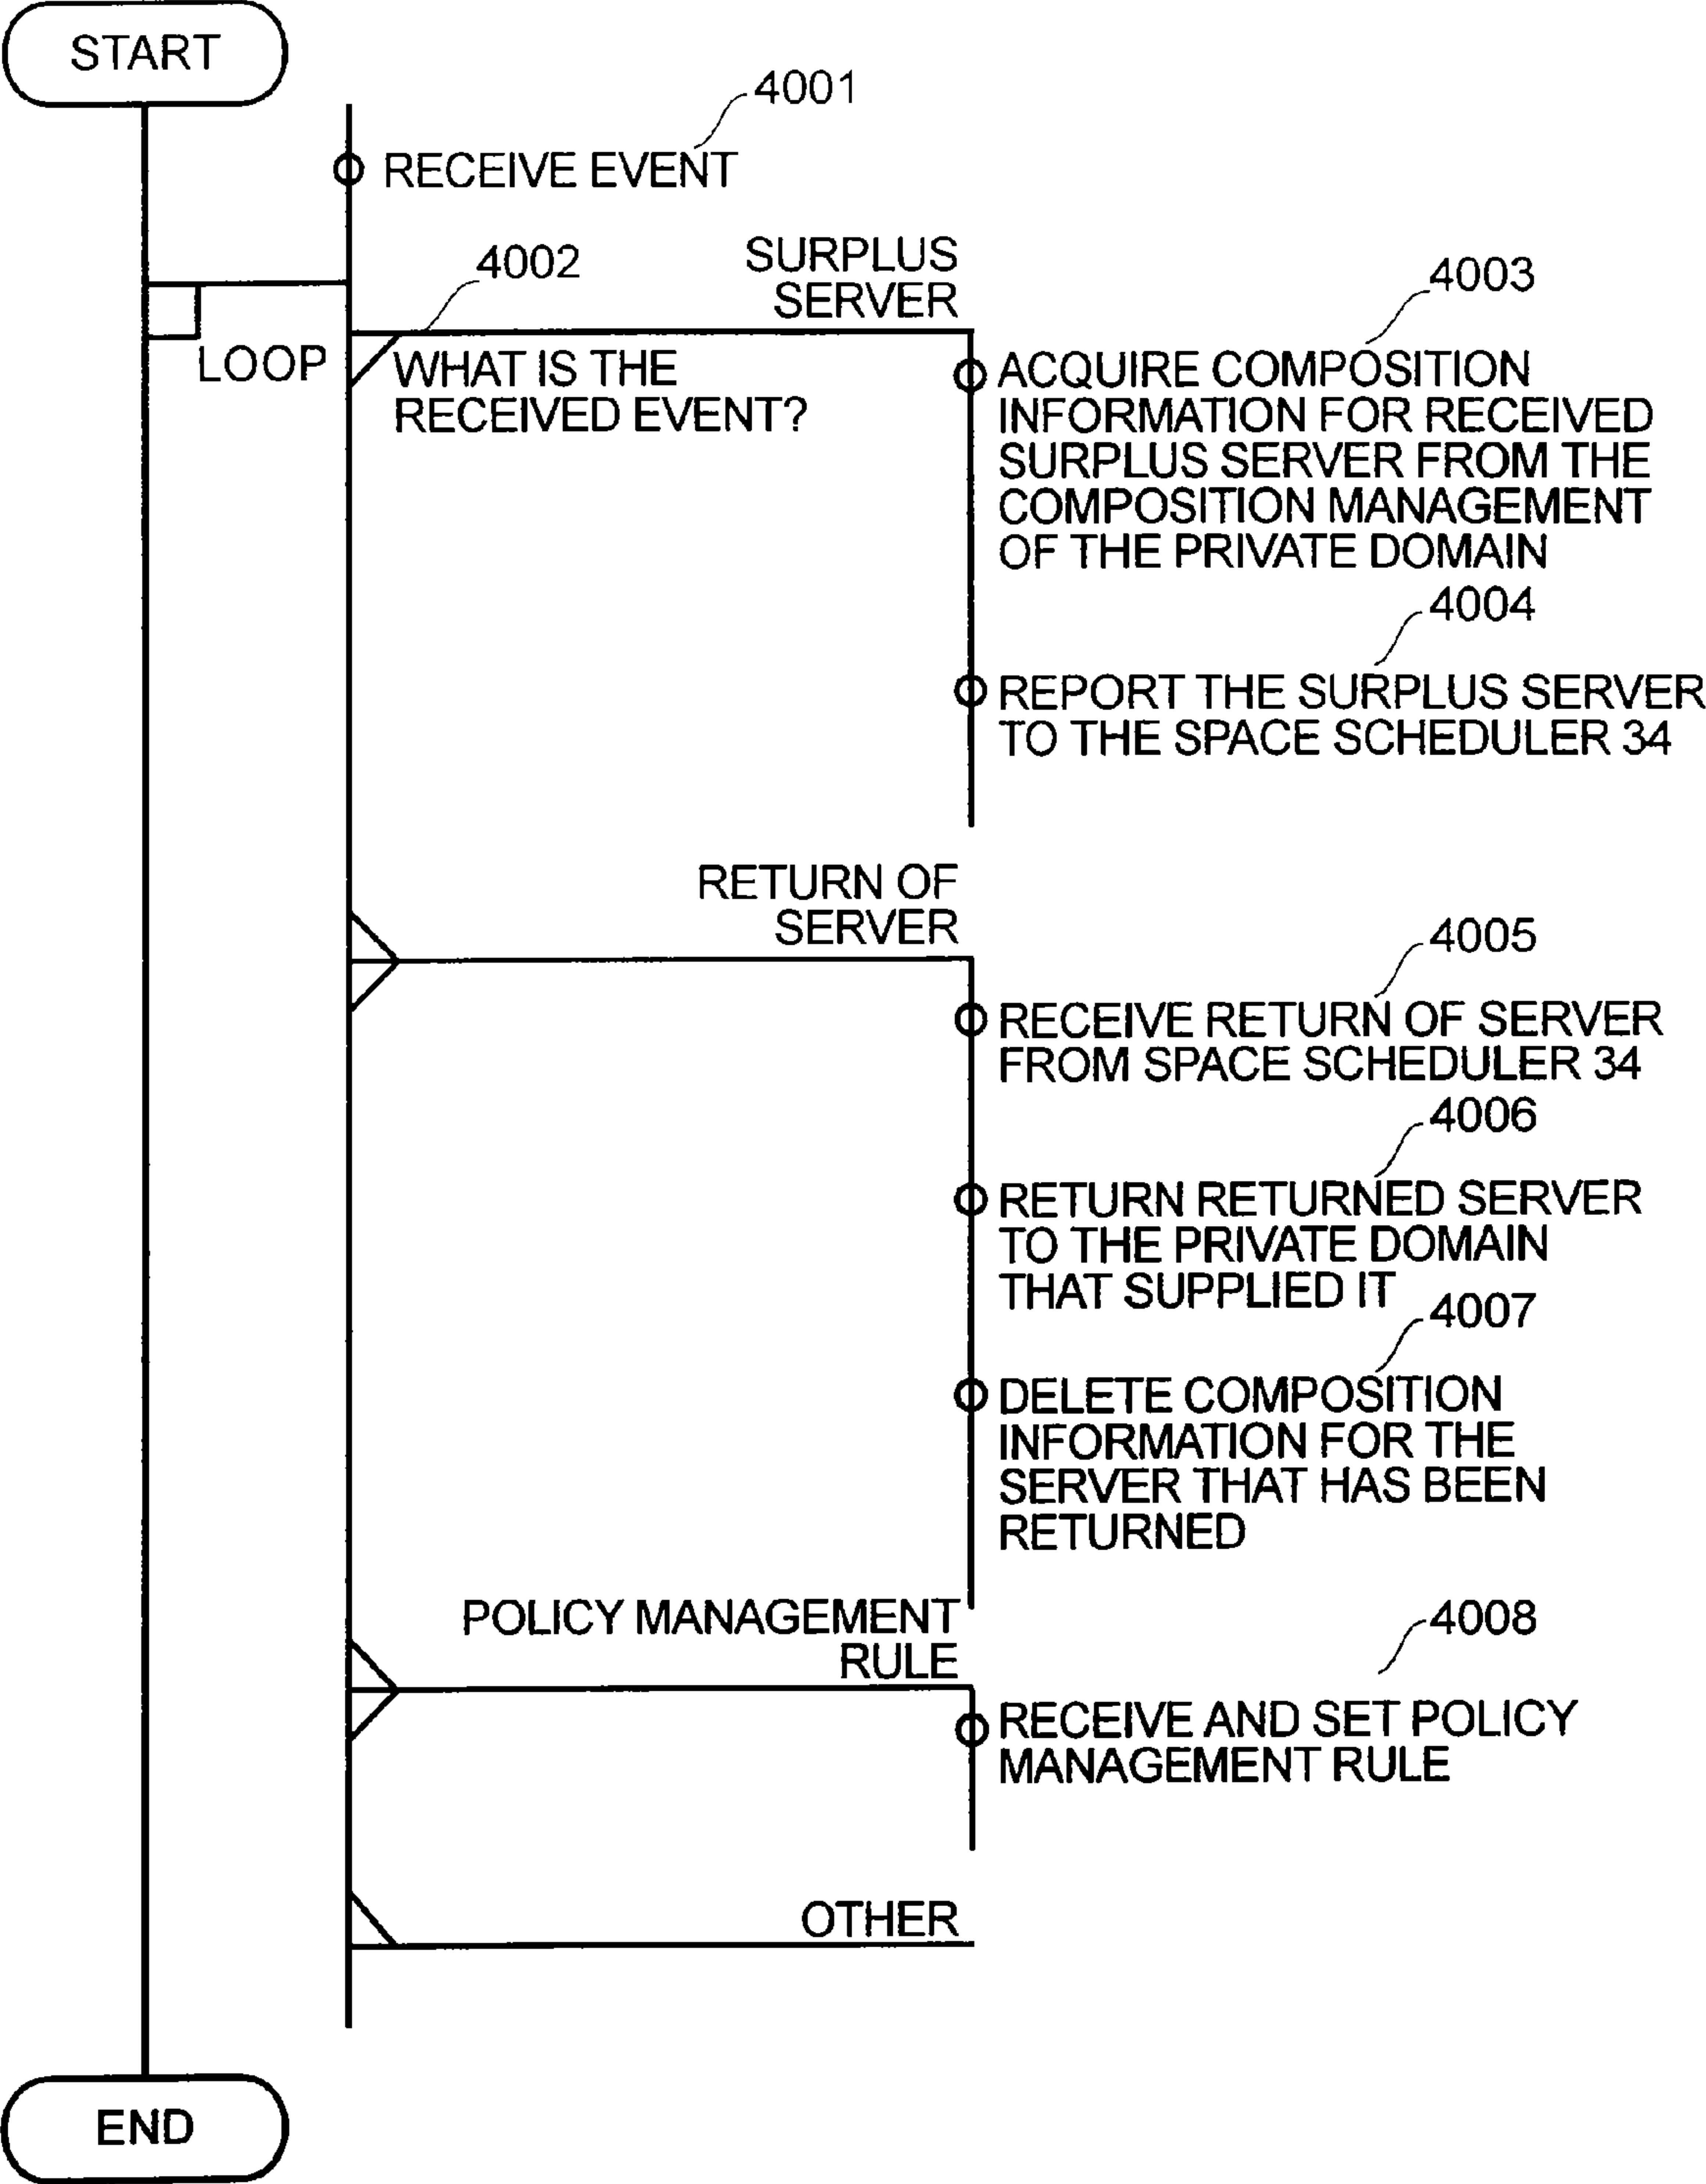 START
4001
RECEIVE EVENT
4002
SURPLUS
SERVER
LOOP
WHAT IS THE
RECEIVED EVENT?
4003
ACQUIRE COMPOSITION
INFORMATION FOR RECEIVED
SURPLUS SERVER FROM THE
COMPOSITION MANAGEMENT
OF THE PRIVATE DOMAIN
4004
REPORT THE SURPLUS SERVER
TO THE SPACE SCHEDULER 34
RETURN OF
SERVER
4005
RECEIVE RETURN OF SERVER
FROM SPACE SCHEDULER 34
4006
RETURN RETURNED SERVER
TO THE PRIVATE DOMAIN
THAT SUPPLIED IT
4007
DELETE COMPOSITION
INFORMATION FOR THE
SERVER THAT HAS BEEN
RETURNED
POLICY MANAGEMENT
RULE
4008
RECEIVE AND SET POLICY
MANAGEMENT RULE
OTHER
END